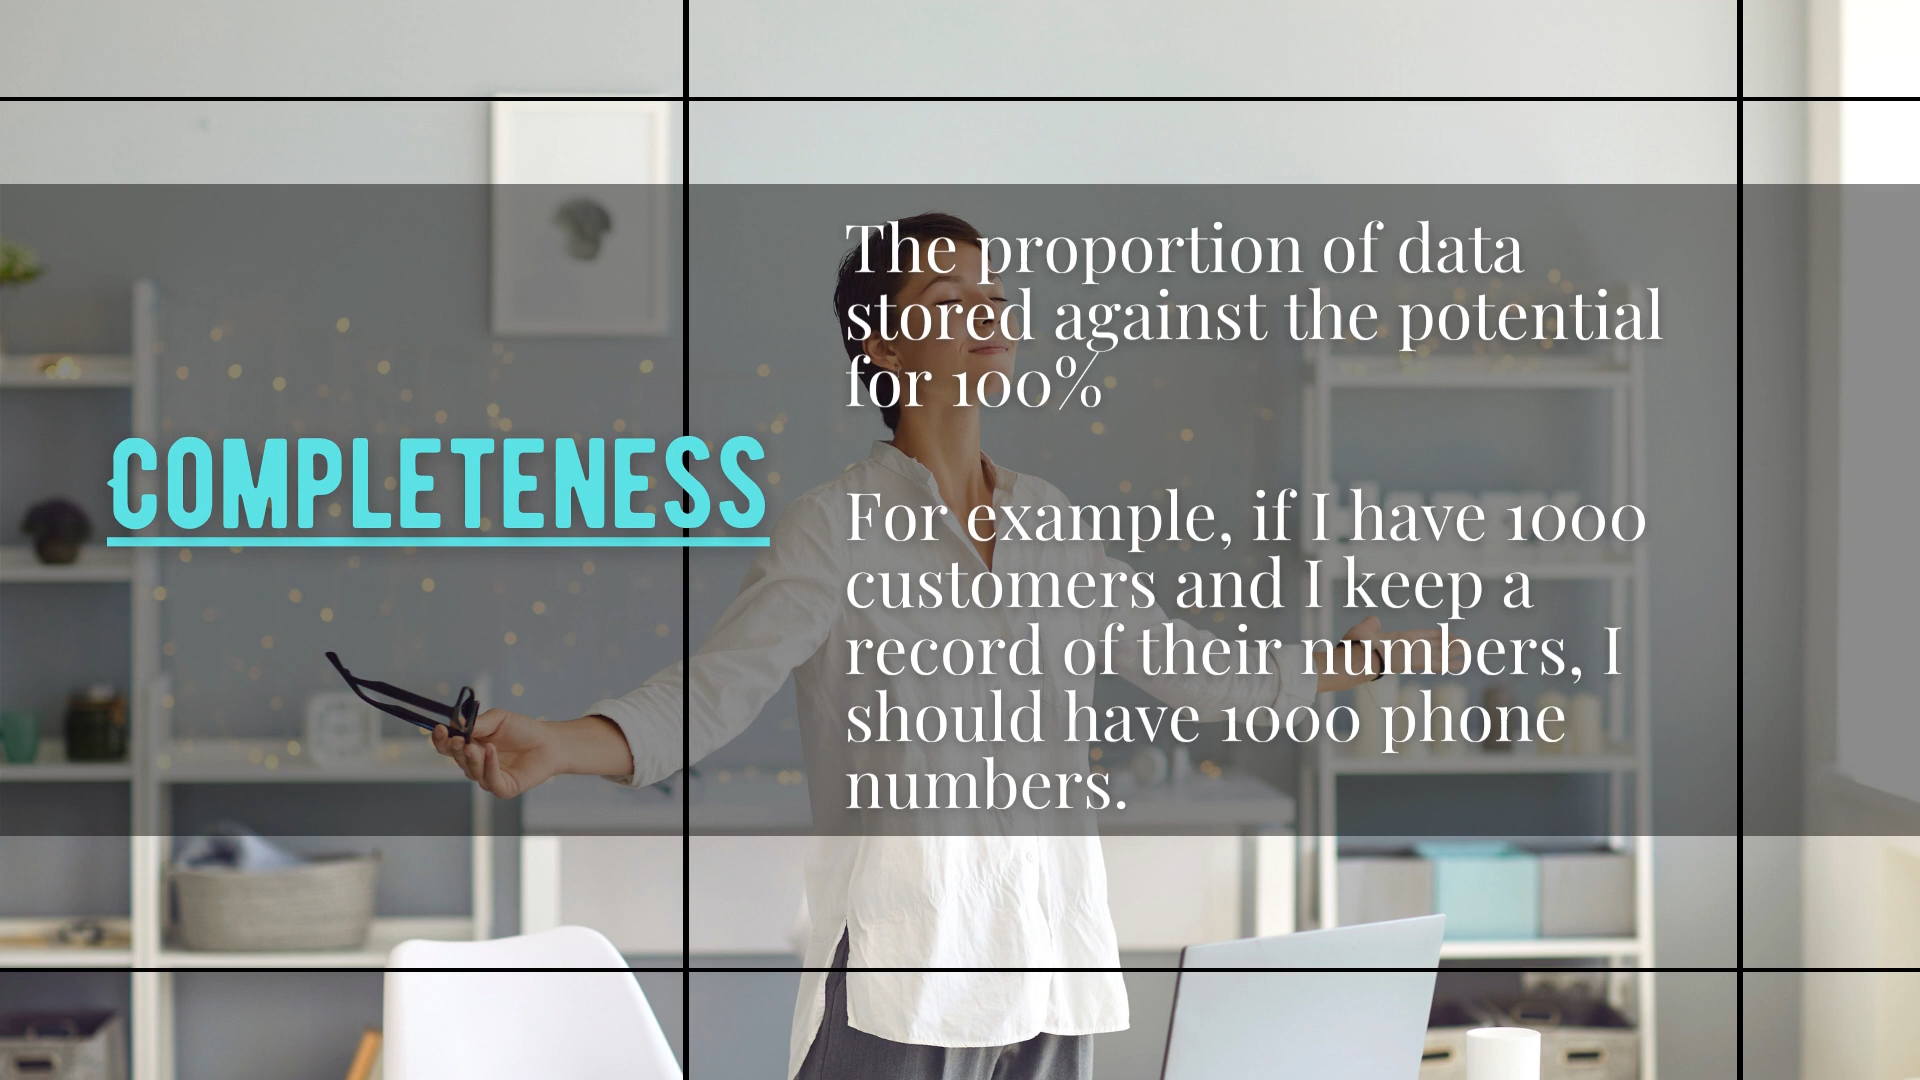 COMPLETENESS
The proportion of data
stored against the potential
for 100%
For example, if I have 1000
customers and I keep a
record of their numbers, I
should have 1000 phone
numbers.